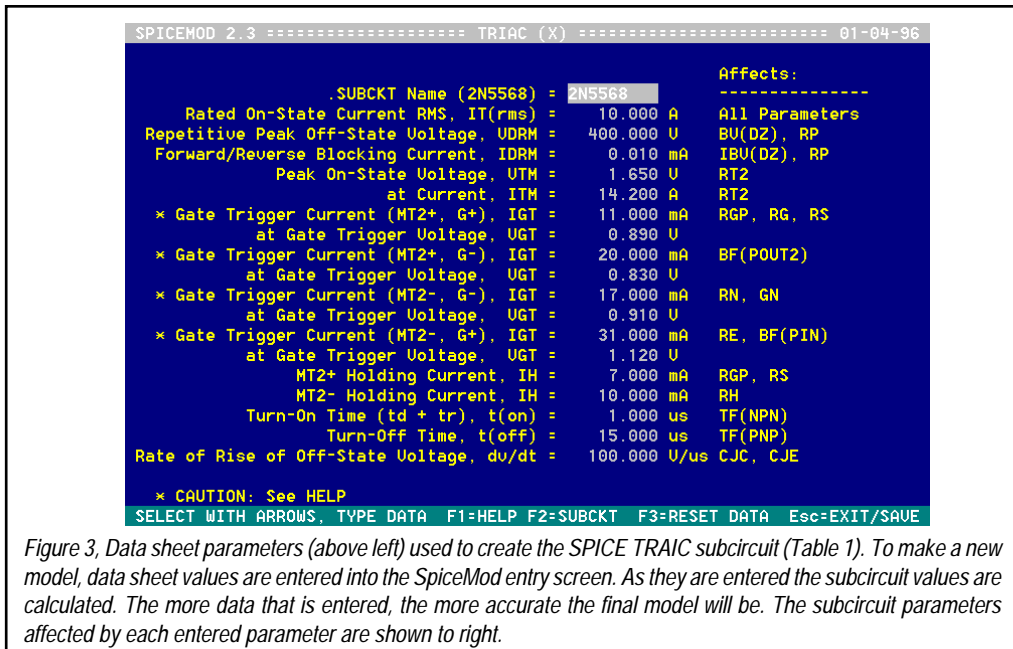 SPICEMOD 2.3 ==================== TRIAC (X) ========================= 01-04-96
Affects:
.SUBCKT Name (2N5568) = 2N5568 ---------------
Rated On-State Current RMS, IT(rms) = 10.000 A All Parameters
Repetitive Peak Off-State Voltage, VDRM = 400.000 V BV(DZ), RP
Forward/Reverse Blocking Current, IDRM = 0.010 mA IBV(DZ), RP
Peak On-State Voltage, VTM = 1.650 V RT2
at Current, ITM = 14.200 A RT2
* Gate Trigger Current (MT2+, G+), IGT = 11.000 mA RGP, RG, RS
at Gate Trigger Voltage, VGT = 0.890 V
* Gate Trigger Current (MT2+, G-), IGT = 20.000 mA BF(POUT2)
at Gate Trigger Voltage, VGT = 0.830 V
* Gate Trigger Current (MT2-, G-), IGT = 17.000 mA RN, GN
at Gate Trigger Voltage, VGT = 0.910 V
* Gate Trigger Current (MT2-, G+), IGT = 31.000 mA RE, BF(PIN)
at Gate Trigger Voltage, VGT = 1.120 V
MT2+ Holding Current, IH = 7.000 mA RGP, RS
MT2- Holding Current, IH = 10.000 mA RH
Turn-On Time (td + tr), t(on) = 1.000 us TF(NPN)
Turn-Off Time, t(off) = 15.000 us TF(PNP)
Rate of Rise of Off-State Voltage, dv/dt = 100.000 V/us CJC, CJE
* CAUTION: See HELP
SELECT WITH ARROWS, TYPE DATA F1=HELP F2=SUBCKT F3=RESET DATA Esc=EXIT/SAVE
Figure 3, Data sheet parameters (above left) used to create the SPICE TRAIC subcircuit (Table 1). To make a new
model, data sheet values are entered into the SpiceMod entry screen. As they are entered the subcircuit values are
calculated. The more data that is entered, the more accurate the final model will be. The subcircuit parameters
affected by each entered parameter are shown to right.